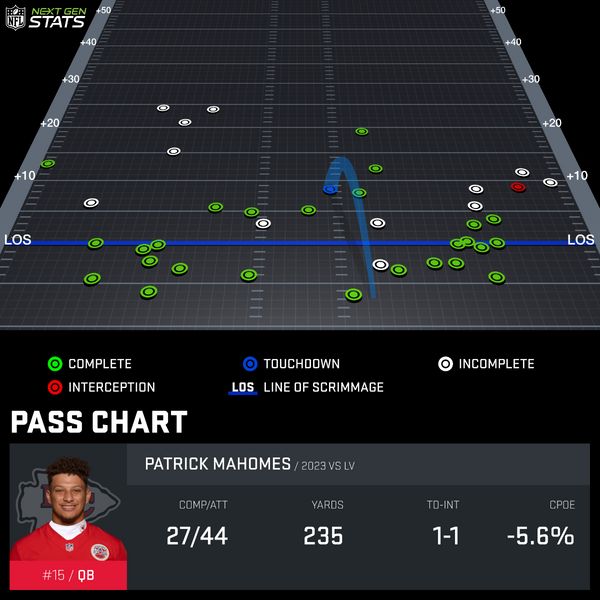 NFL NEXT GEN
STATS
+50 +50
+40 +40
+30 +30
+20 +20
+10 +10
LOS LOS
COMPLETE TOUCHDOWN INCOMPLETE
INTERCEPTION LOS LINE OF SCRIMMAGE
PASS CHART
PATRICK MAHOMES / 2023 VS LV
COMP/ATT YARDS TD-INT CPOE
27/44 235 1-1 -5.6%
#15 / QB